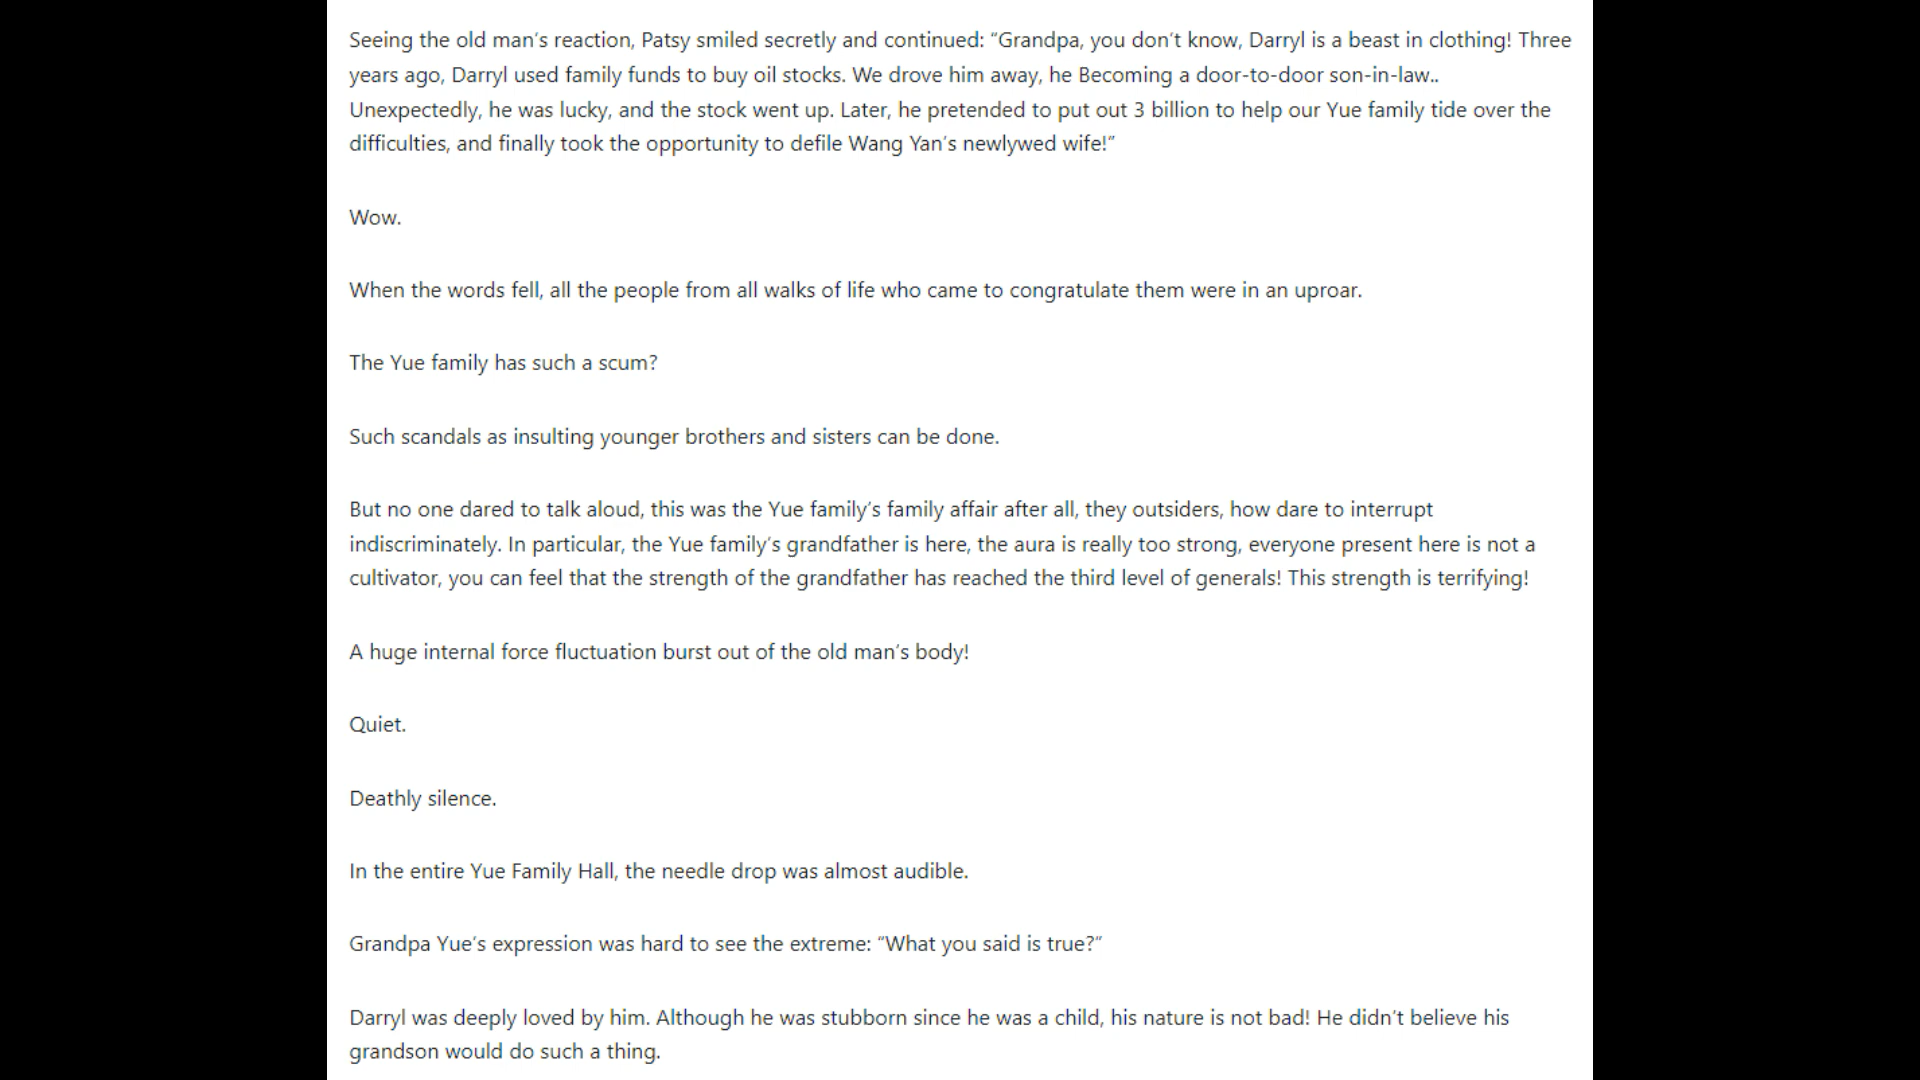 Seeing the old man’s reaction, Patsy smiled secretly and continued: “Grandpa, you don’t know, Darryl is a beast in clothing! Three
years ago, Darryl used family funds to buy oil stocks. We drove him away, he Becoming a door-to-door son-in-law..
Unexpectedly, he was lucky, and the stock went up. Later, he pretended to put out 3 billion to help our Yue family tide over the
difficulties, and finally took the opportunity to defile Wang Yan’s newlywed wife!”
Wow.
When the words fell, all the people from all walks of life who came to congratulate them were in an uproar.
The Yue family has such a scum?
Such scandals as insulting younger brothers and sisters can be done.
But no one dared to talk aloud, this was the Yue family’s family affair after all, they outsiders, how dare to interrupt
indiscriminately. In particular, the Yue family’s grandfather is here, the aura is really too strong, everyone present here is not a
cultivator, you can feel that the strength of the grandfather has reached the third level of generals! This strength is terrifying!
A huge internal force fluctuation burst out of the old man’s body!
Quiet.
Deathly silence.
In the entire Yue Family Hall, the needle drop was almost audible.
Grandpa Yue’s expression was hard to see the extreme: “What you said is true?”
Darryl was deeply loved by him. Although he was stubborn since he was a child, his nature is not bad! He didn’t believe his
grandson would do such a thing.